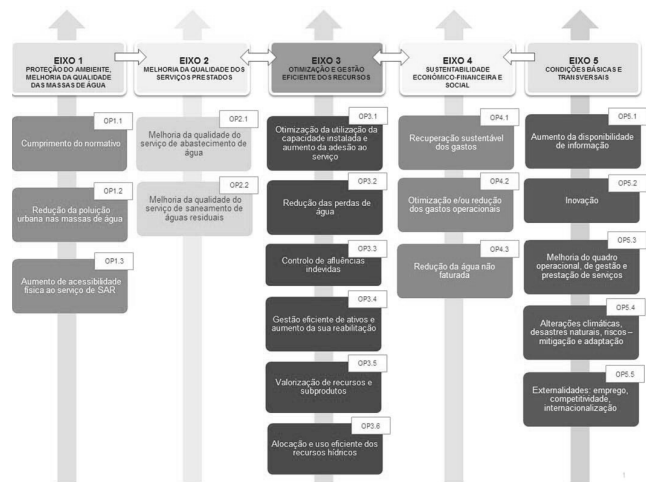 EIXO 1
PROTEÇÃO DO AMBIENTE,
MELHORIA DA QUALIDADE
DAS MASSAS DE ÁGUA
EIXO 2
MELHORIA DA QUALIDADE DOS
SERVIÇOS PRESTADOS
EIXO 3
OTIMIZAÇÃO E GESTÃO
EFICIENTE DOS RECURSOS
EIXO 4
SUSTENTABILIDADE
ECONÓMICO-FINANCEIRA E
SOCIAL
EIXO 5
CONDIÇÕES BÁSICAS E
TRANSVERSAIS
OP1.1
Cumprimento do normativo
OP1.2
Redução da poluição
urbana nas massas de água
OP1.3
Aumento de acessibilidade
física ao serviço de SAR
OP2.1
Melhoria da qualidade do
serviço de abastecimento de
água
OP2.2
Melhoria da qualidade do
serviço de saneamento de
águas residuais
OP3.1
Otimização da utilização da
capacidade instalada e
aumento da adesão ao
serviço
OP3.2
Redução das perdas de
água
OP3.3
Controlo de afluências
indevidas
OP3.4
Gestão eficiente de ativos e
aumento da sua reabilitação
OP3.5
Valorização de recursos e
subprodutos
OP3.6
Alocação e uso eficiente dos
recursos hídricos
OP4.1
Recuperação sustentável
dos gastos
OP4.2
Otimização e/ou redução
dos gastos operacionais
OP4.3
Redução da água não
faturada
OP5.1
Aumento da disponibilidade
de informação
OP5.2
Inovação
OP5.3
Melhoria do quadro
operacional, de gestão e
prestação de serviços
OP5.4
Alterações climáticas,
desastres naturais, riscos –
mitigação e adaptação
OP5.5
Externalidades: emprego,
competitividade,
internacionalização
1